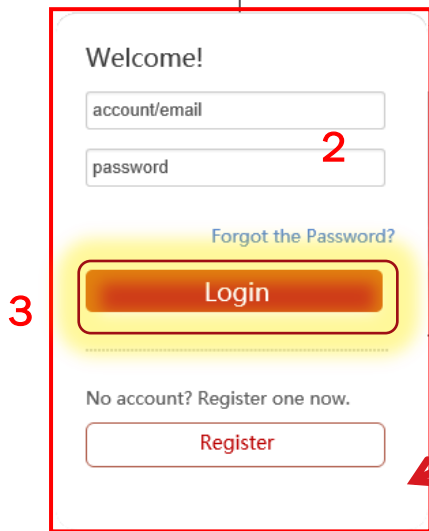 Welcome!
account/email
2
password
Forgot the Password?
Login
3
No account? Register one now.
Register